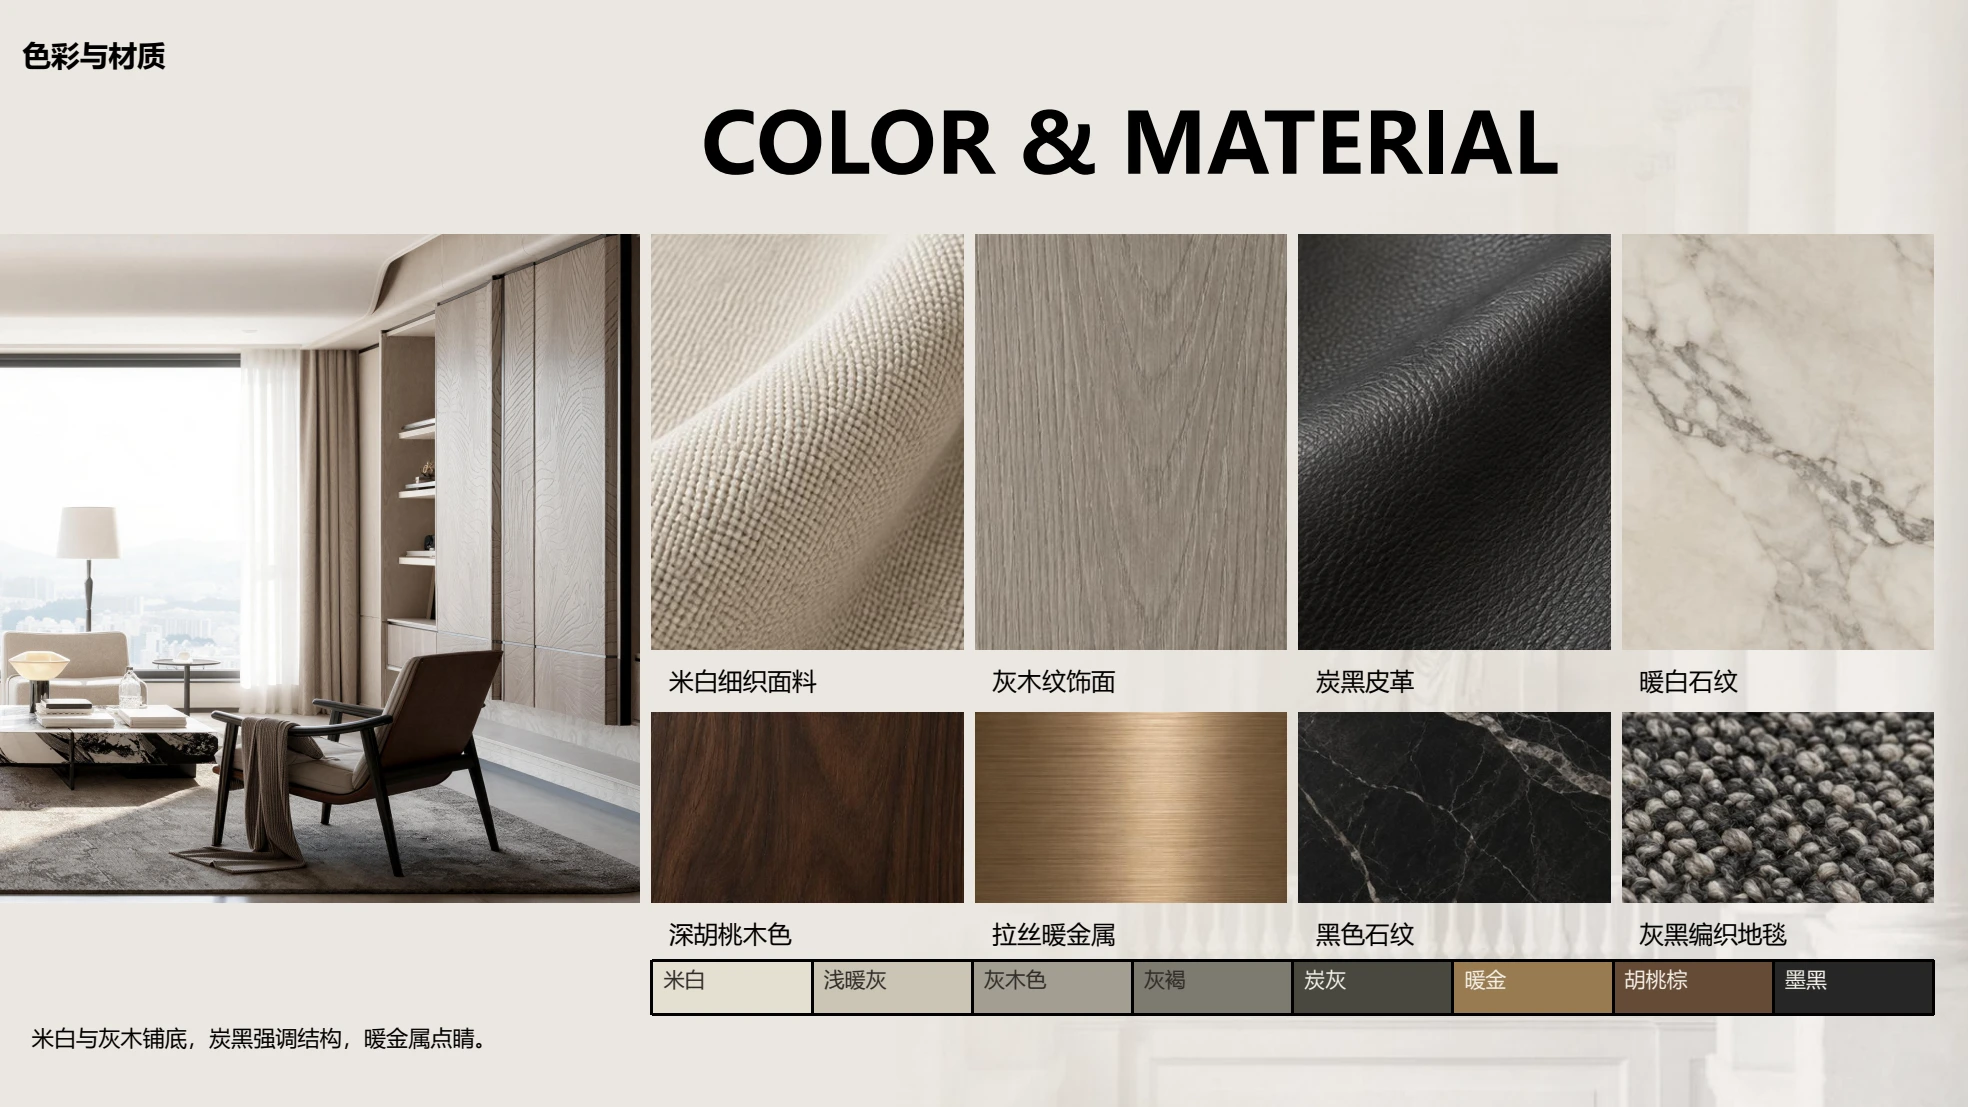 色彩与材质
COLOR & MATERIAL
米白细织面料
灰木纹饰面
炭黑皮革
暖白石纹
深胡桃木色
拉丝暖金属
黑色石纹
灰黑编织地毯
米白
浅暖灰
灰木色
灰褐
炭灰
暖金
胡桃棕
墨黑
米白与灰木铺底，炭黑强调结构，暖金属点睛。